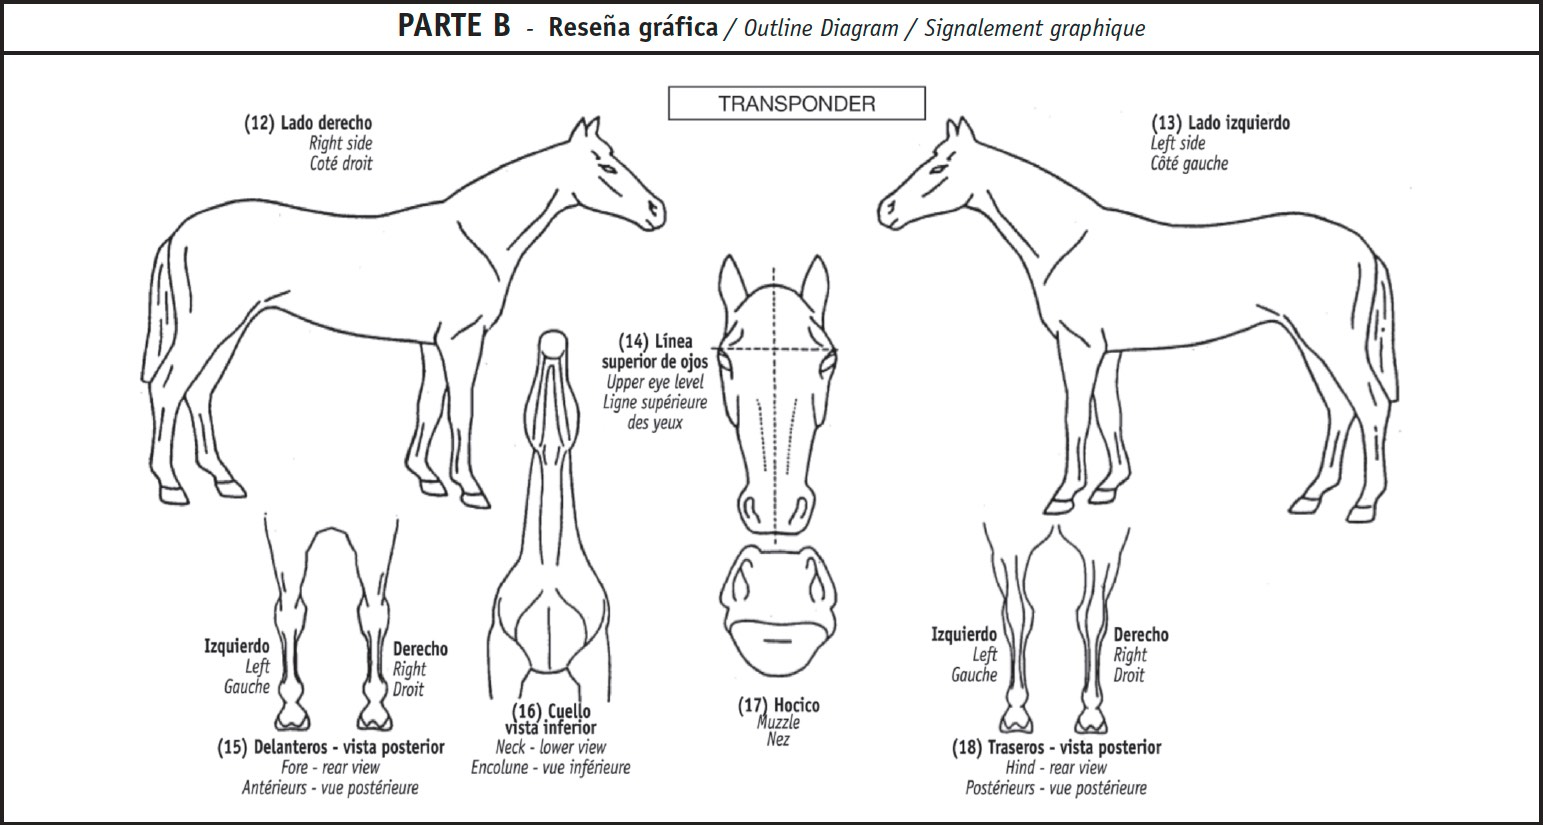 PARTE B - Reseña gráfica / Outline Diagram / Signalement graphique
TRANSPONDER
(12) Lado derecho
Right side
Coté droit
(13) Lado izquierdo
Left side
Côté gauche
(14) Línea
superior de ojos
Upper eye level
Ligne supérieure
des yeux
Izquierdo
Left
Gauche
Derecho
Right
Droit
(15) Delanteros - vista posterior
Fore - rear view
Antérieurs - vue postérieure
(16) Cuello
vista inferior
Neck - lower view
Encolune - vue inférieure
(17) Hocico
Muzzle
Nez
Izquierdo
Left
Gauche
Derecho
Right
Droit
(18) Traseros - vista posterior
Hind - rear view
Postérieurs - vue postérieure